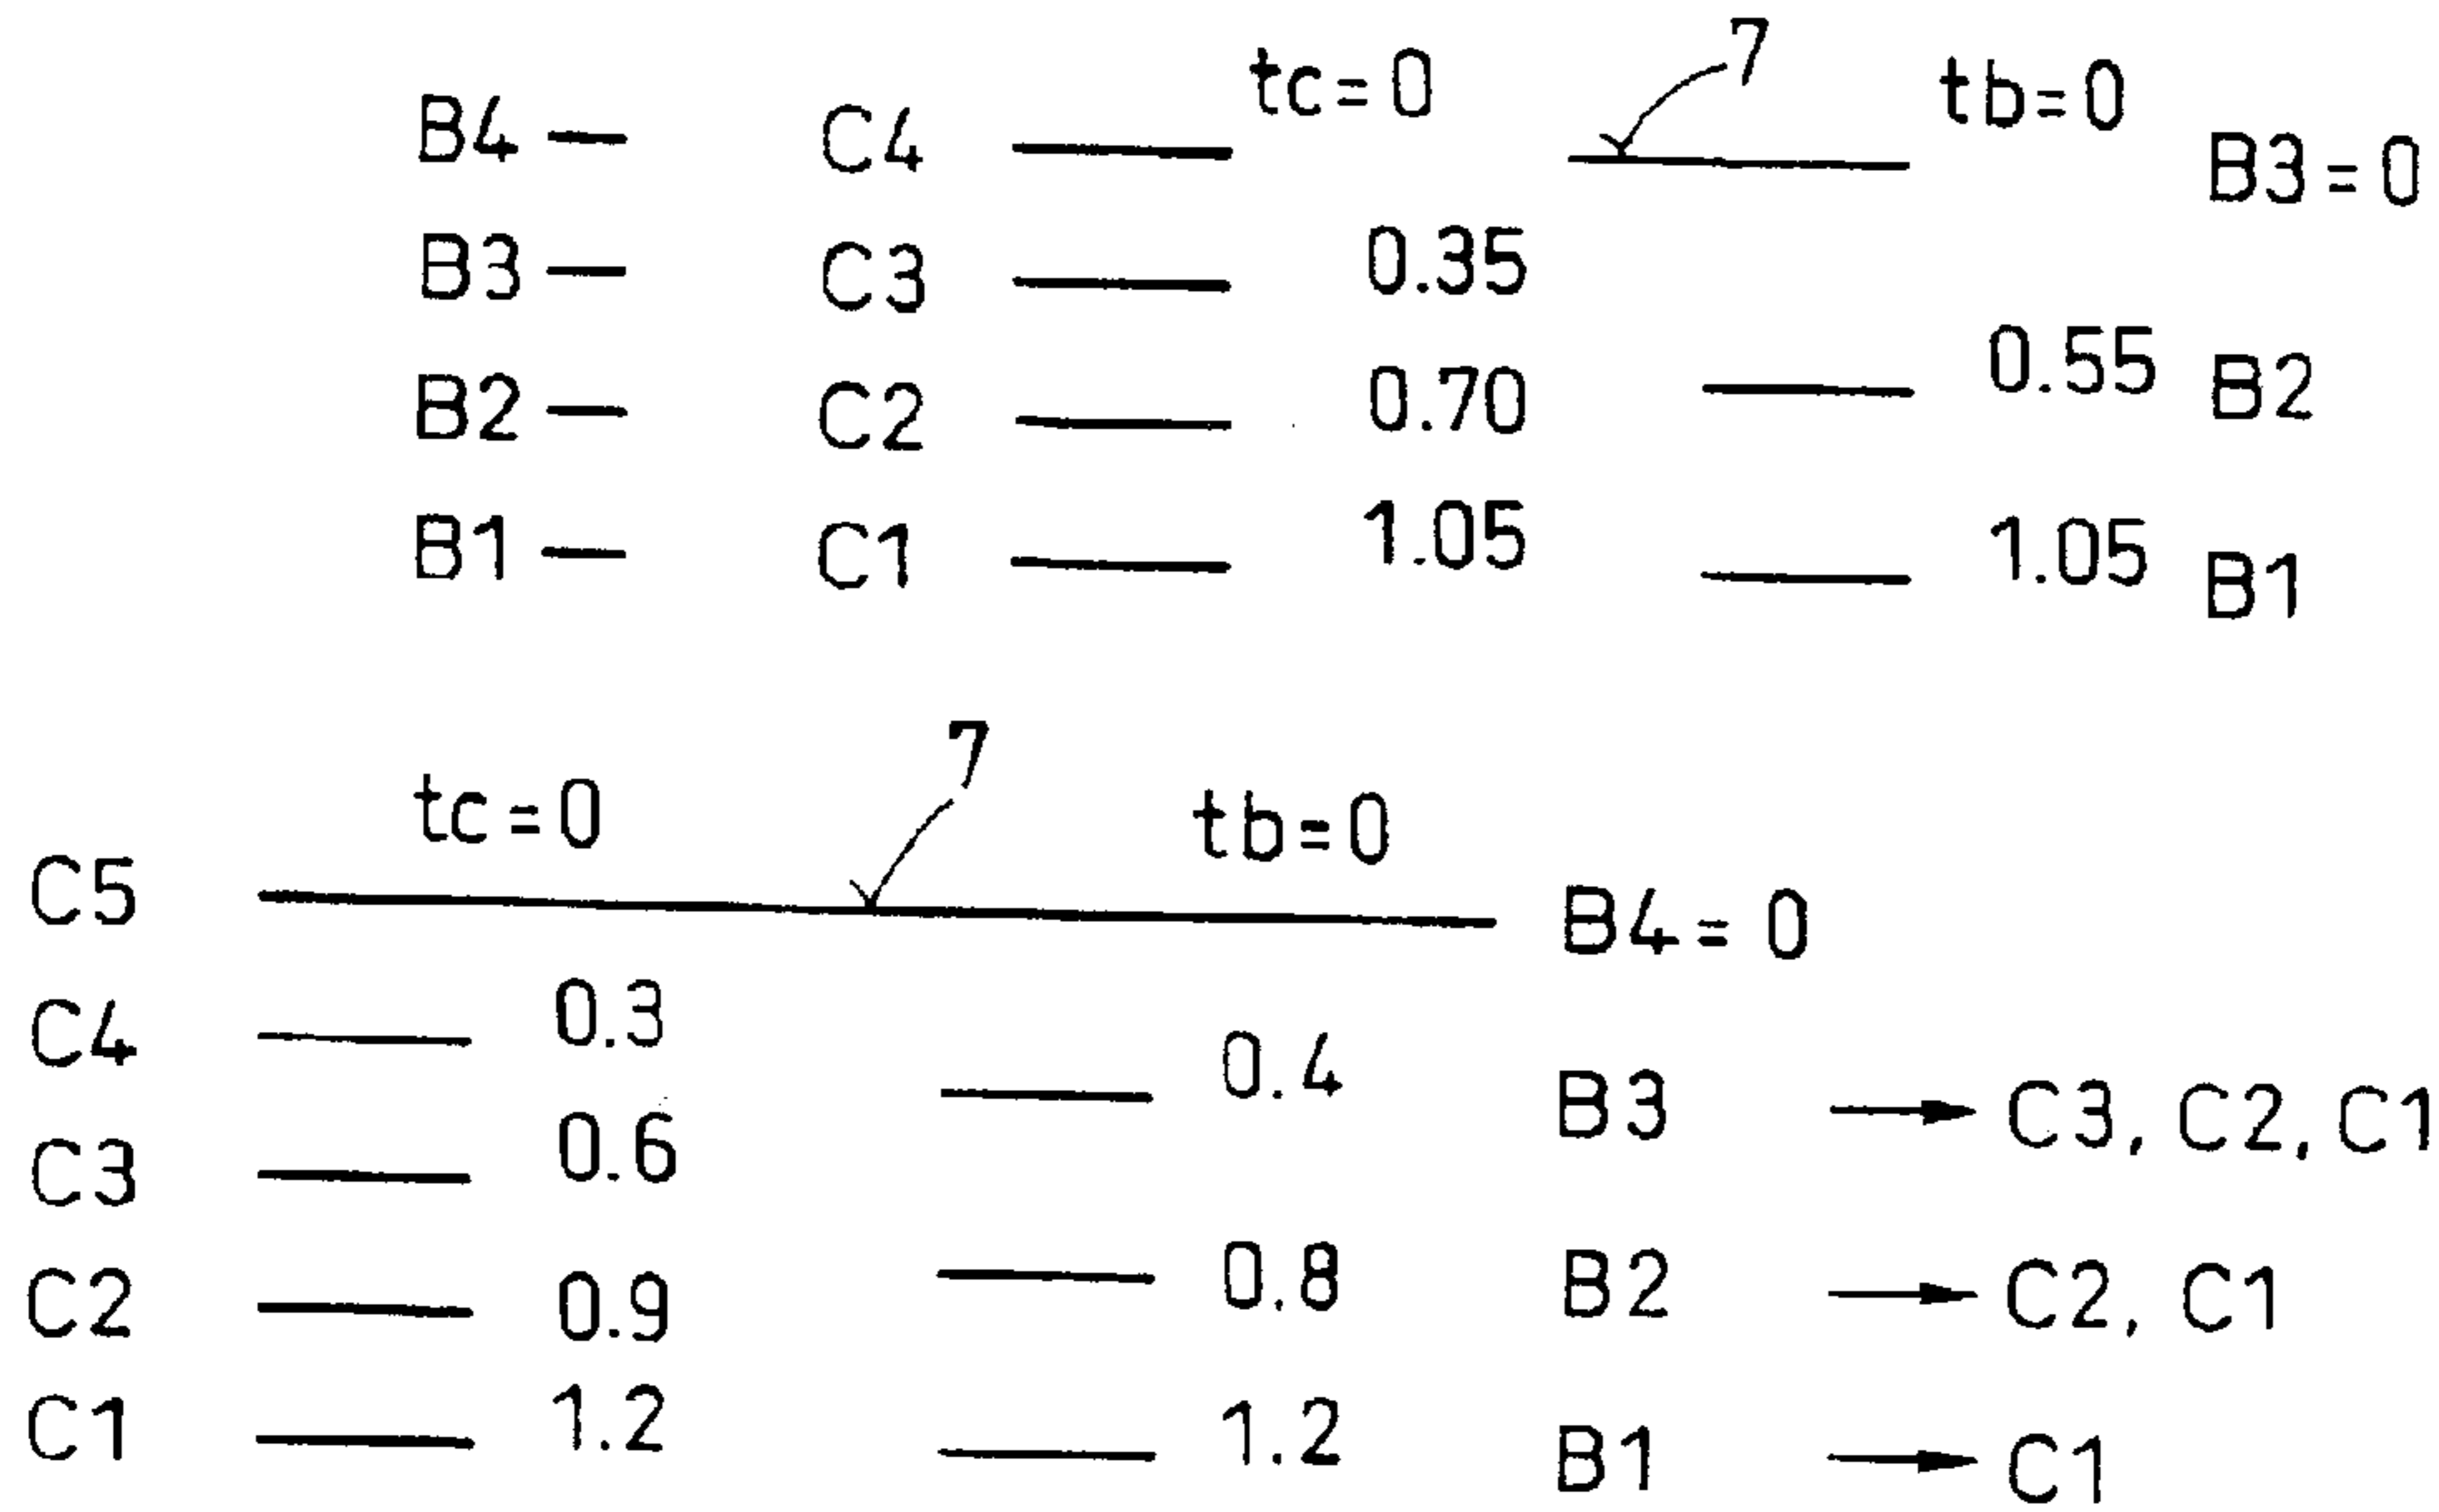 7
B4 C4 tc=0 tb=0
B3=0
B3 C3 0.35
B2 C2 0.70 0.55 B2
B1 C1 1.05 1.05 B1
7
tc=0 tb=0
C5 B4=0
C4 0.3
0.4 B3 C3, C2, C1
C3 0.6
C2 0.9 0.8 B2 C2, C1
C1 1.2 1.2 B1 C1